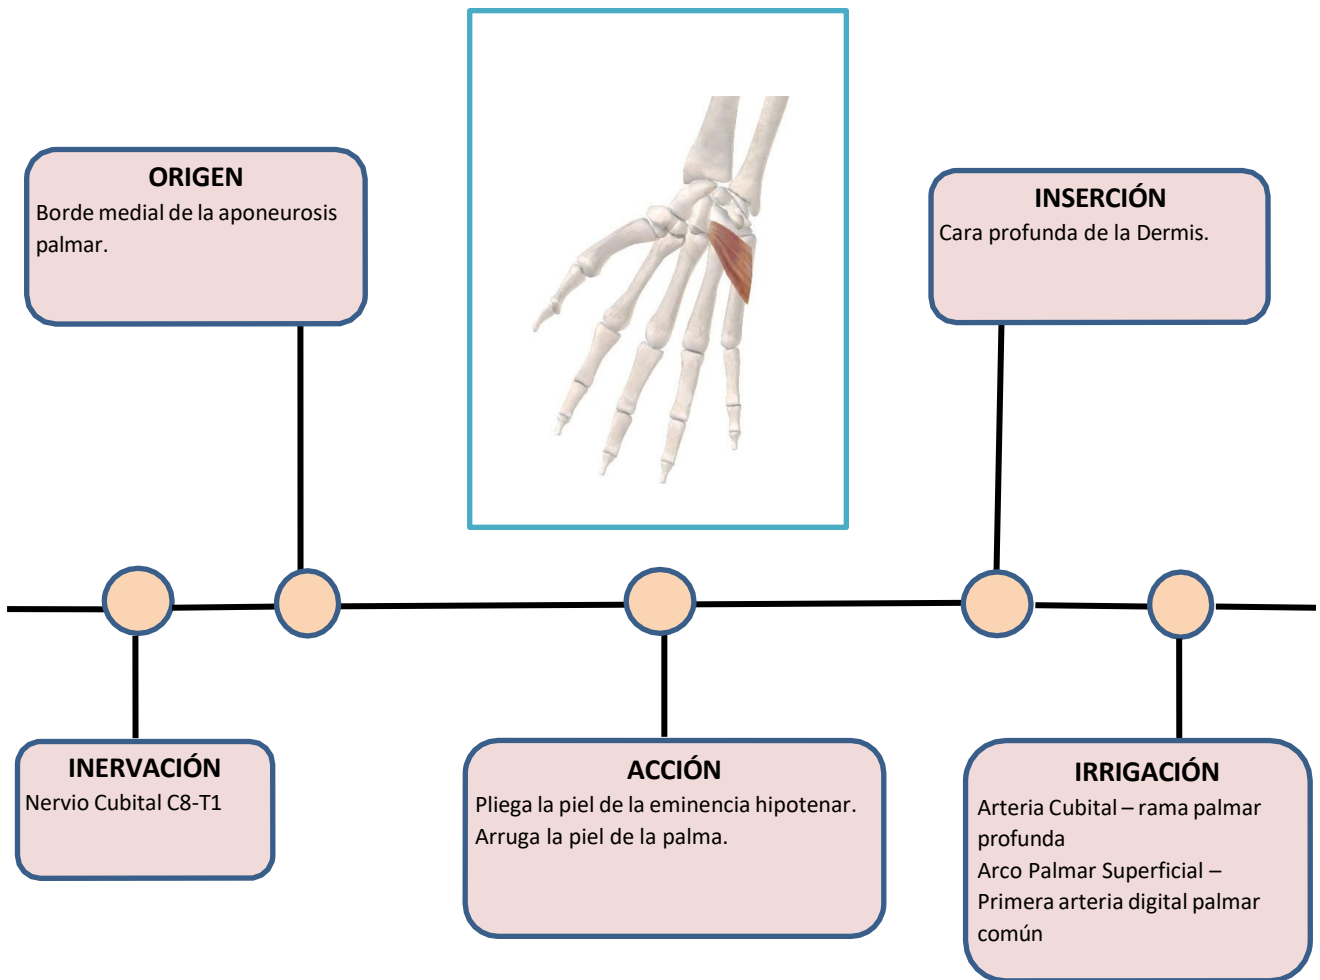 ORIGEN
Borde medial de la aponeurosis
palmar.
INSERCIÓN
Cara profunda de la Dermis.
INERVACIÓN
Nervio Cubital C8-T1
ACCIÓN
Pliega la piel de la eminencia hipotenar.
Arruga la piel de la palma.
IRRIGACIÓN
Arteria Cubital – rama palmar
profunda
Arco Palmar Superficial –
Primera arteria digital palmar
común